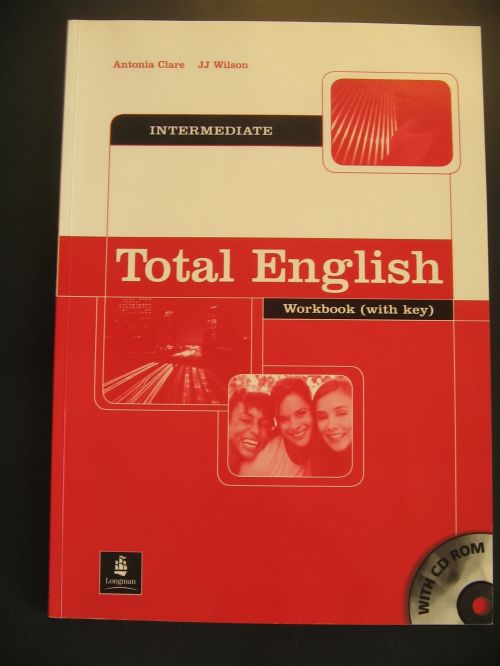 Antonia Clare JJ Wilson
INTERMEDIATE
Total English
Workbook (with key)
Longman
WITH CD ROM